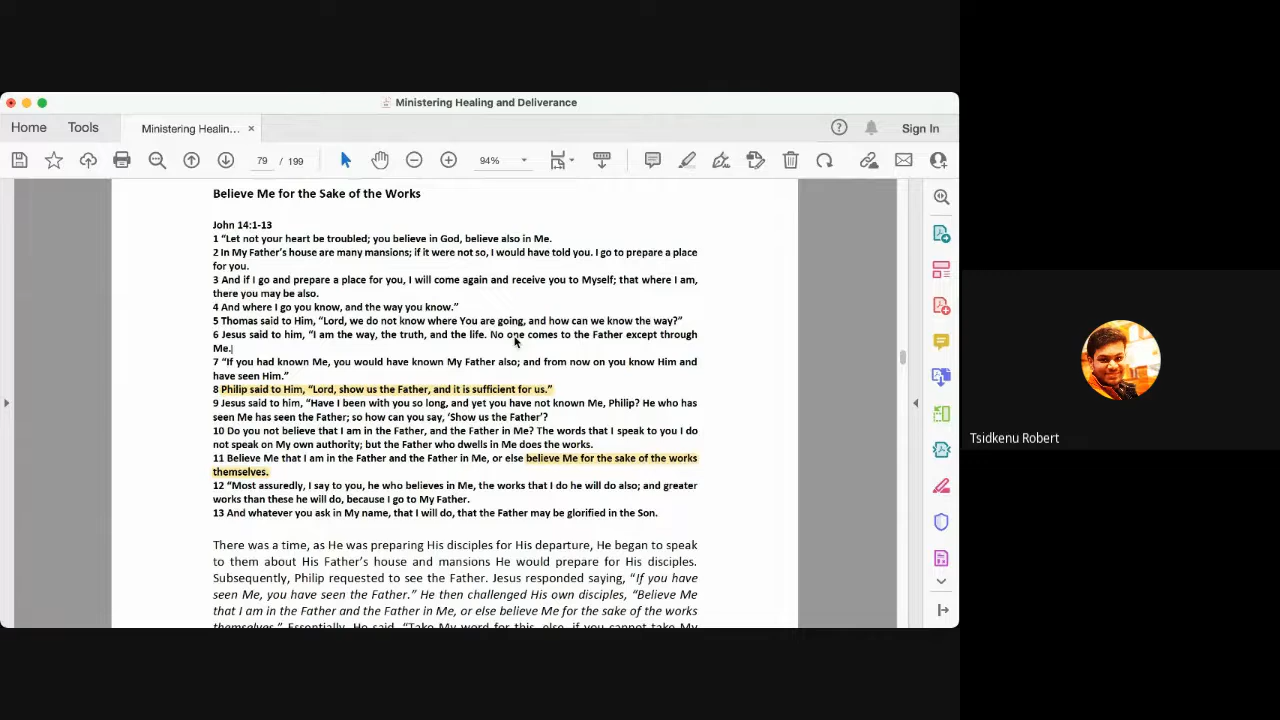 Ministering Healing and Deliverance
Home Tools Ministering Healin... × Sign In
79 / 199 94%
Believe Me for the Sake of the Works
John 14:1-13
1 “Let not your heart be troubled; you believe in God, believe also in Me.
2 In My Father’s house are many mansions; if it were not so, I would have told you. I go to prepare a place
for you.
3 And if I go and prepare a place for you, I will come again and receive you to Myself; that where I am,
there you may be also.
4 And where I go you know, and the way you know.”
5 Thomas said to Him, “Lord, we do not know where You are going, and how can we know the way?”
6 Jesus said to him, “I am the way, the truth, and the life. No one comes to the Father except through
Me.
7 “If you had known Me, you would have known My Father also; and from now on you know Him and
have seen Him.”
8 Philip said to Him, “Lord, show us the Father, and it is sufficient for us.”
9 Jesus said to him, “Have I been with you so long, and yet you have not known Me, Philip? He who has
seen Me has seen the Father; so how can you say, ‘Show us the Father’?
10 Do you not believe that I am in the Father, and the Father in Me? The words that I speak to you I do
not speak on My own authority; but the Father who dwells in Me does the works.
11 Believe Me that I am in the Father and the Father in Me, or else believe Me for the sake of the works
themselves.
12 “Most assuredly, I say to you, he who believes in Me, the works that I do he will do also; and greater
works than these he will do, because I go to My Father.
13 And whatever you ask in My name, that I will do, that the Father may be glorified in the Son.
There was a time, as He was preparing His disciples for His departure, He began to speak
to them about His Father’s house and mansions He would prepare for His disciples.
Subsequently, Philip requested to see the Father. Jesus responded saying, “If you have
seen Me, you have seen the Father.” He then challenged His own disciples, “Believe Me
that I am in the Father and the Father in Me, or else believe Me for the sake of the works
themselves.” Essentially, He said, “Take My word for this, else, if you cannot take My
Tsidkenu Robert